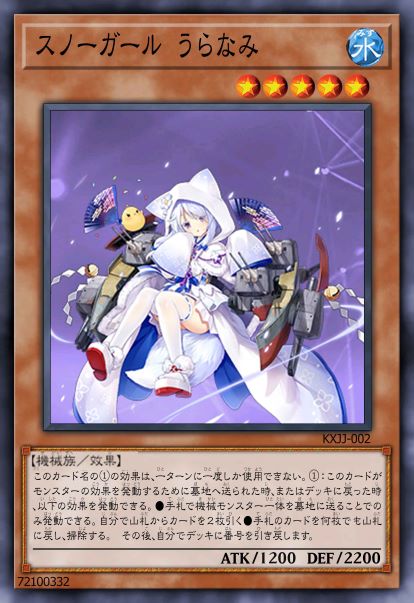 スノーガール うらなみ
みず
水
KXJJ-002
【機械族／効果】
このカード名の①の効果は、一ターンに一度しか使用できない。①：このカードが
モンスターの効果を発動するために墓地へ送られた時、またはデッキに戻った時
、以下の効果を発動できる。●手札で機械モンスター一体を墓地に送ることでの
み発動できる。自分で山札からカードを2枚引く●手札のカードを何枚でも山札
に戻し、掃除する。 その後、自分でデッキに番号を引き戻します。
ATK/1200 DEF/2200
72100332